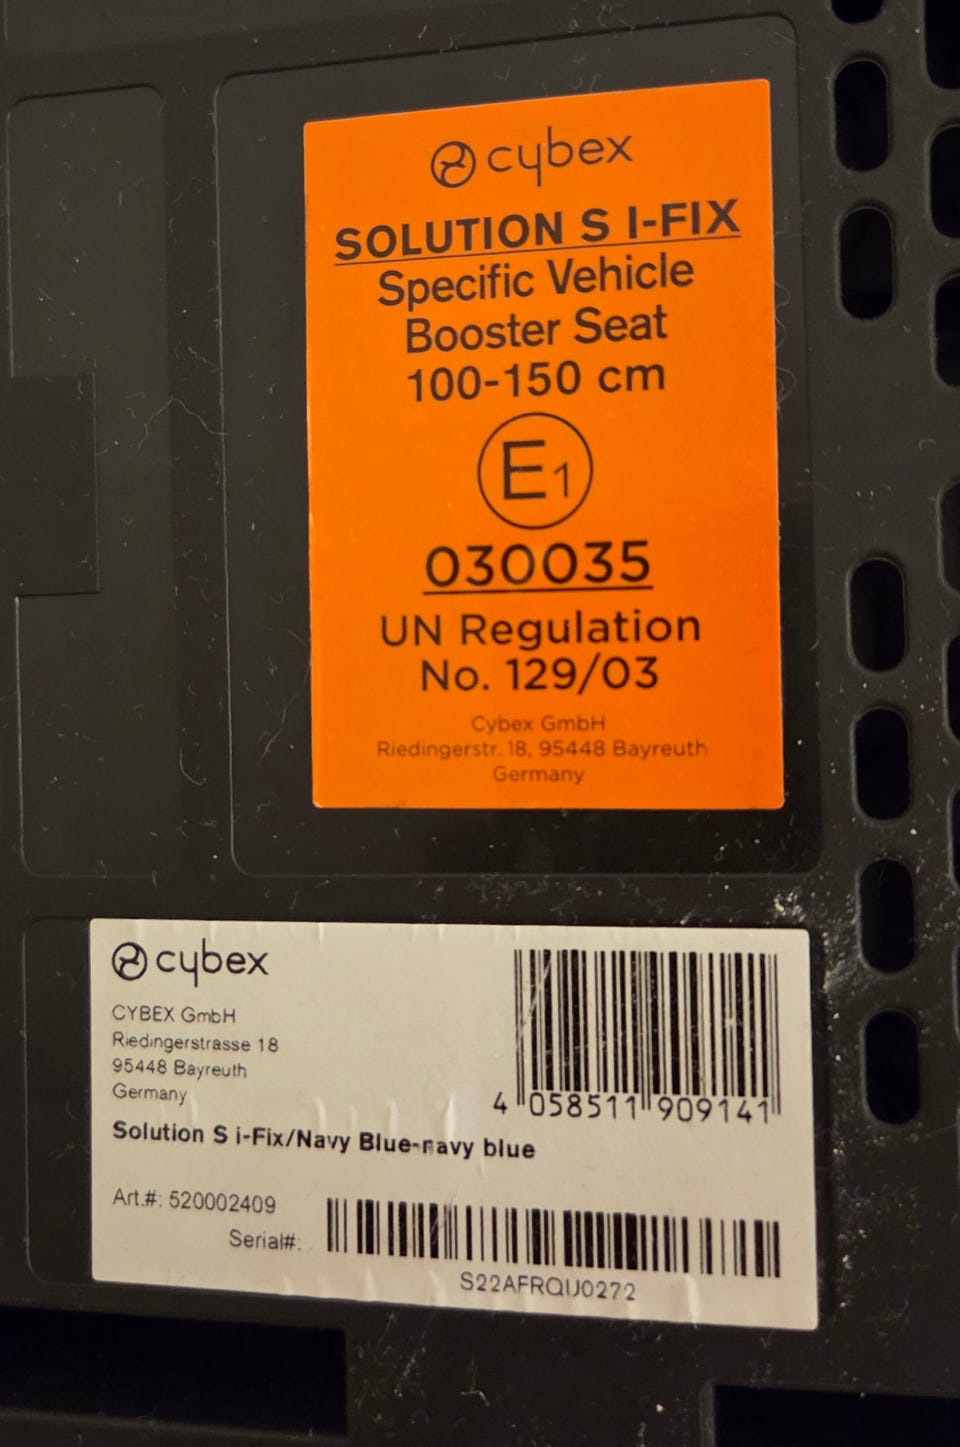 cybex
SOLUTION S I-FIX
Specific Vehicle
Booster Seat
100-150 cm
E1
030035
UN Regulation
No. 129/03
Cybex GmbH
Riedingerstr. 18, 95448 Bayreuth
Germany
cybex
CYBEX GmbH
Riedingerstrasse 18
95448 Bayreuth
Germany
4 058511 909141
Solution S i-Fix/Navy Blue-navy blue
Art.#: 520002409
Serial#:
S22AFRQU0272